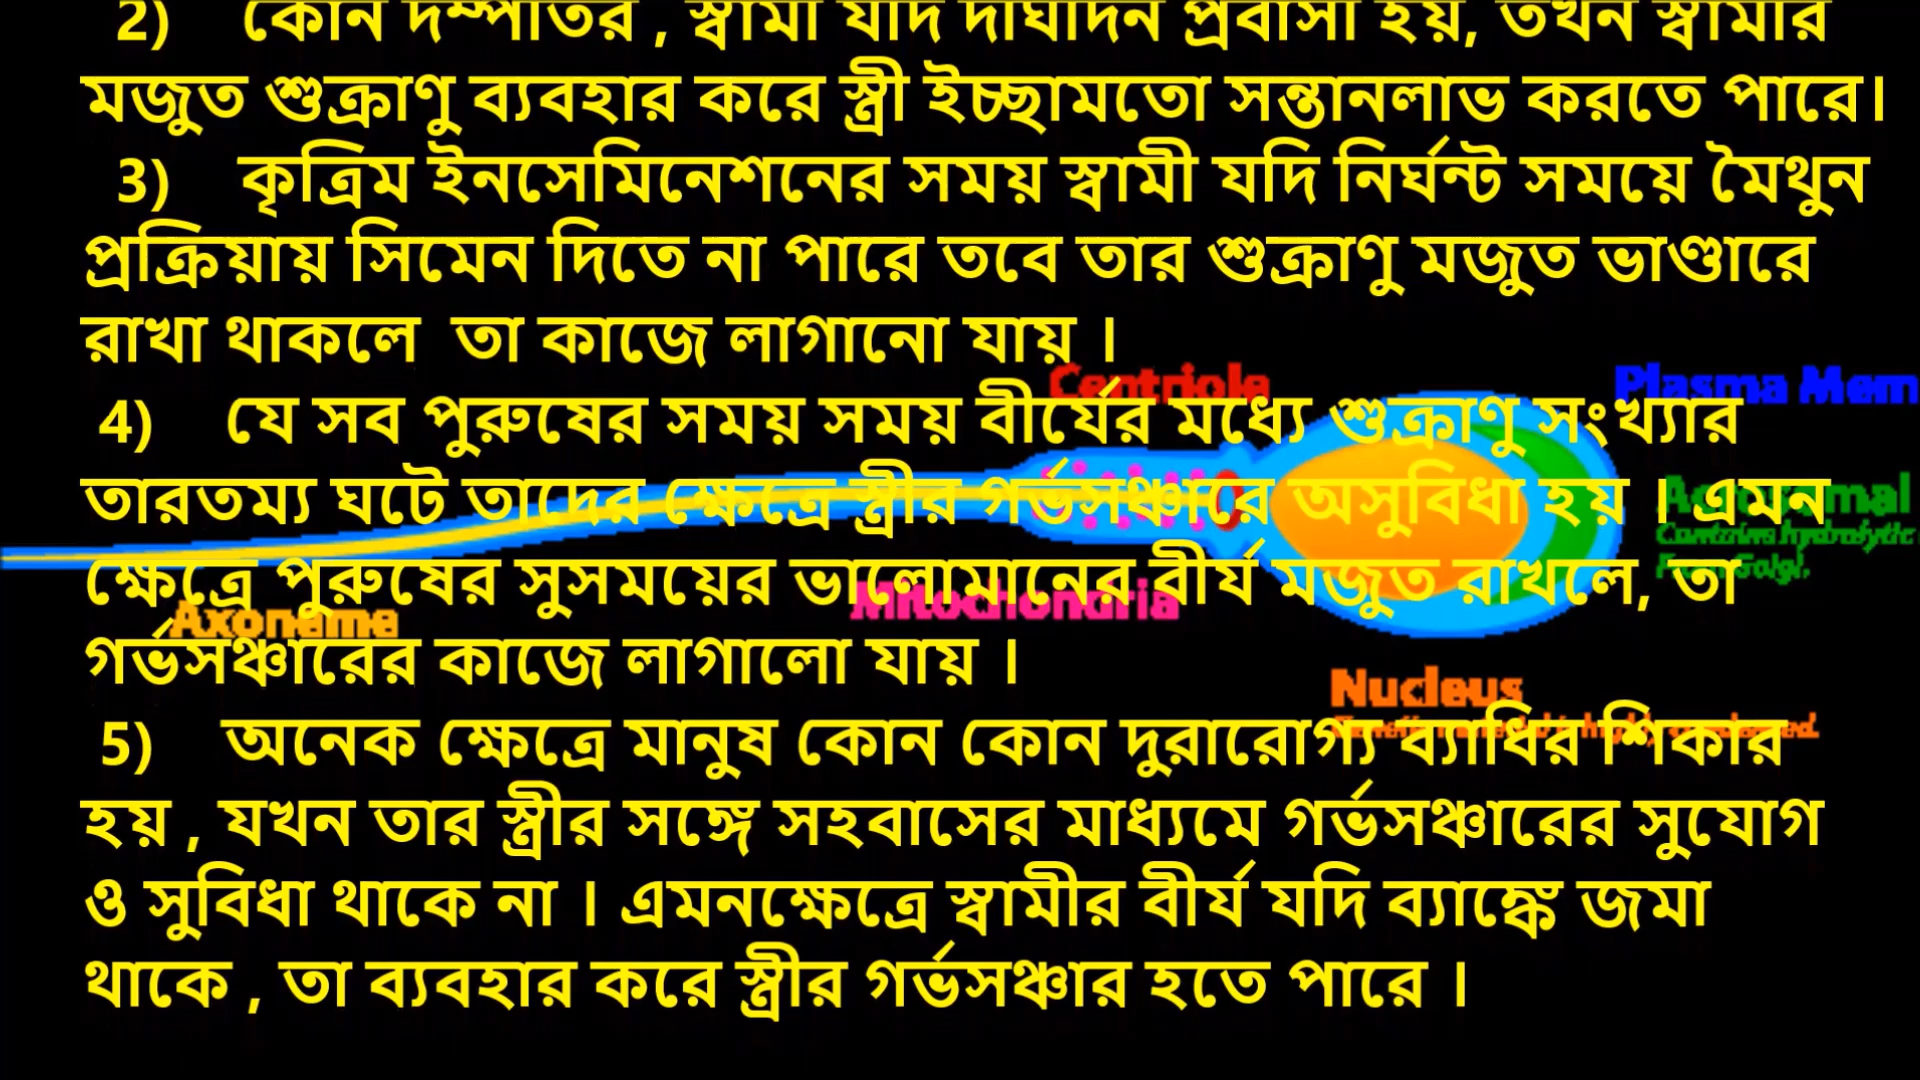 2) কোন দম্পতির , স্বামী যদি দীর্ঘদিন প্রবাসী হয়, তখন স্বামীর
মজুত শুক্রাণু ব্যবহার করে স্ত্রী ইচ্ছামতো সন্তানলাভ করতে পারে।
3) কৃত্রিম ইনসেমিনেশনের সময় স্বামী যদি নির্ঘন্ট সময়ে মৈথুন
প্রক্রিয়ায় সিমেন দিতে না পারে তবে তার শুক্রাণু মজুত ভাণ্ডারে
রাখা থাকলে তা কাজে লাগানো যায় ।
Centriole
Plasma Mem
4) যে সব পুরুষের সময় সময় বীর্যের মধ্যে শুক্রাণু সংখ্যার
তারতম্য ঘটে তাদের ক্ষেত্রে স্ত্রীর গর্ভসঞ্চারে অসুবিধা হয় । এমন
Contains hydrolytic
ক্ষেত্রে পুরুষের সুসময়ের ভালোমানের বীর্য মজুত রাখলে, তা
Axoneme
Mitochondria
গর্ভসঞ্চারের কাজে লাগালো যায় ।
Nucleus
5) অনেক ক্ষেত্রে মানুষ কোন কোন দুরারোগ্য ব্যাধির শিকার
হয় , যখন তার স্ত্রীর সঙ্গে সহবাসের মাধ্যমে গর্ভসঞ্চারের সুযোগ
ও সুবিধা থাকে না । এমনক্ষেত্রে স্বামীর বীর্য যদি ব্যাঙ্কে জমা
থাকে , তা ব্যবহার করে স্ত্রীর গর্ভসঞ্চার হতে পারে ।